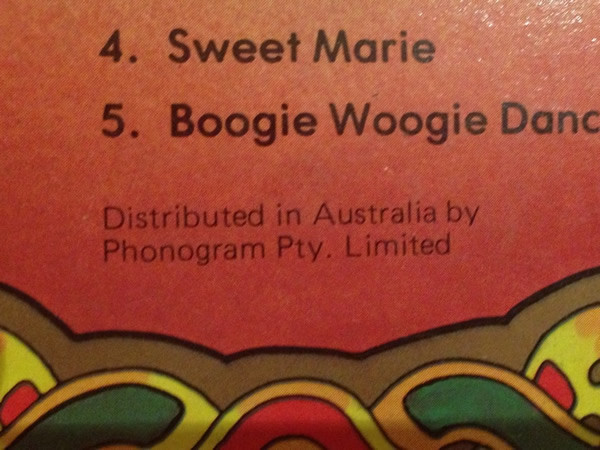 4. Sweet Marie
5. Boogie Woogie Danc
Distributed in Australia by
Phonogram Pty. Limited